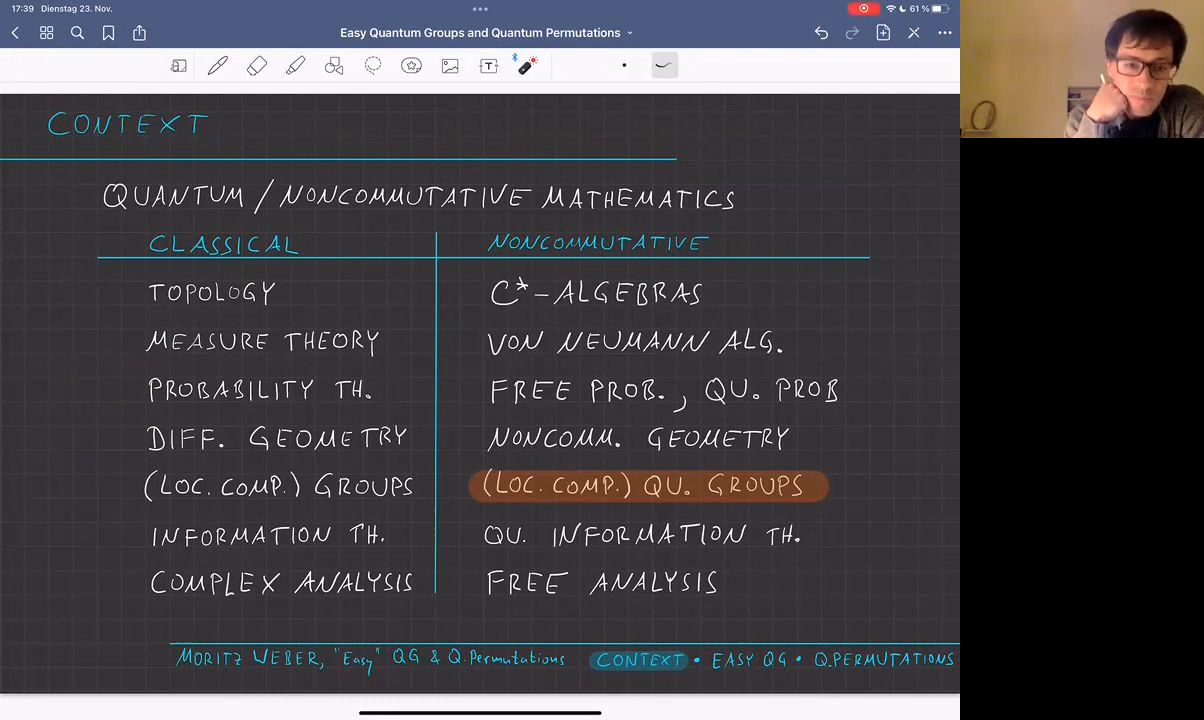 17:39 Dienstag 23. Nov.
61 %
Easy Quantum Groups and Quantum Permutations
CONTEXT
QUANTUM / NONCOMMUTATIVE MATHEMATICS
CLASSICAL NONCOMMUTATIVE
TOPOLOGY C*-ALGEBRAS
MEASURE THEORY VON NEUMANN ALG.
PROBABILITY TH. FREE PROB., QU. PROB
DIFF. GEOMETRY NONCOMM. GEOMETRY
(LOC. COMP.) GROUPS (LOC. COMP.) QU. GROUPS
INFORMATION TH. QU. INFORMATION TH.
COMPLEX ANALYSIS FREE ANALYSIS
MORITZ WEBER, "Easy" QG & Q.Permutations CONTEXT • EASY QG • Q.PERMUTATIONS